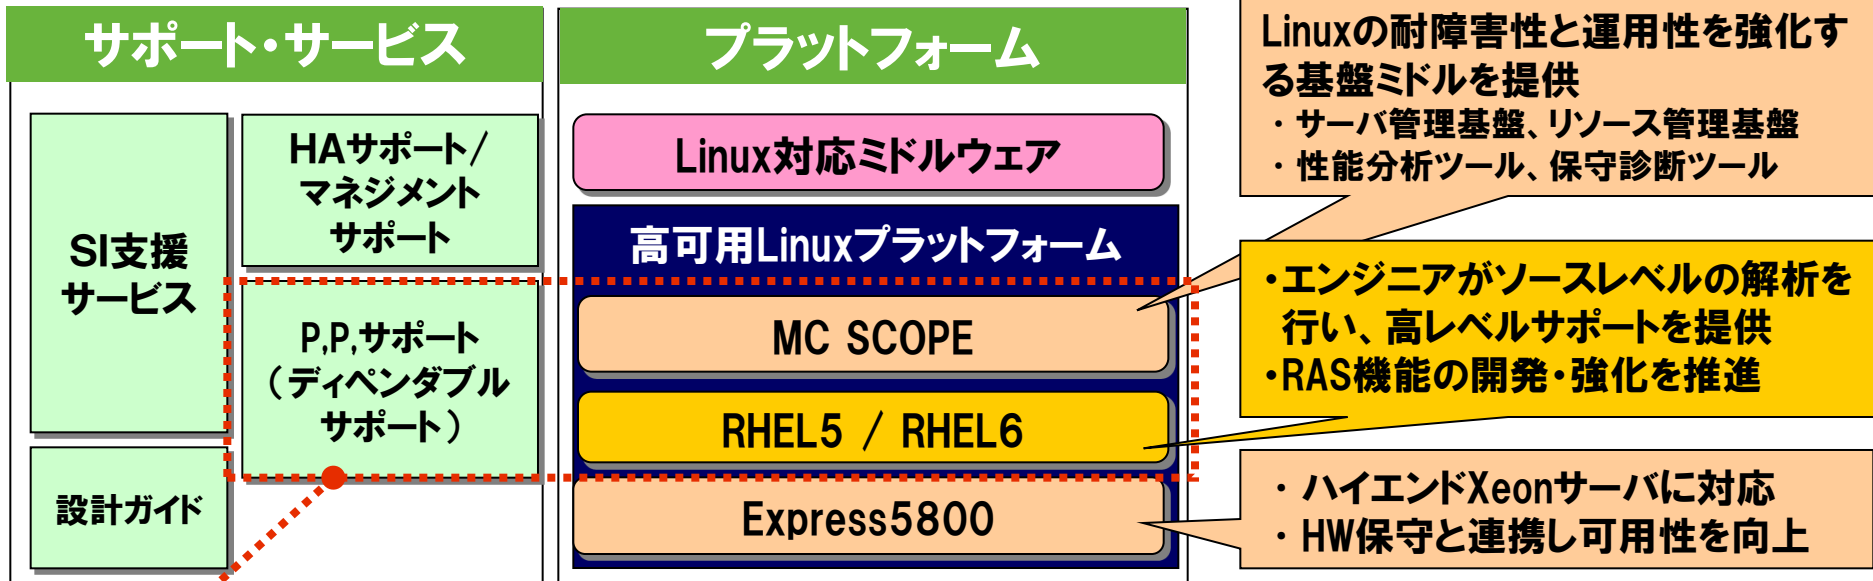 サポート・サービス
SI支援
サービス
設計ガイド
HAサポート/
マネジメント
サポート
P,P,サポート
（ディペンダブル
サポート）
プラットフォーム
Linux対応ミドルウェア
高可用Linuxプラットフォーム
MC SCOPE
RHEL5 / RHEL6
Express5800
Linuxの耐障害性と運用性を強化す
る基盤ミドルを提供
・サーバ管理基盤、リソース管理基盤
・性能分析ツール、保守診断ツール
・エンジニアがソースレベルの解析を
行い、高レベルサポートを提供
・RAS機能の開発・強化を推進
・ハイエンドXeonサーバに対応
・HW保守と連携し可用性を向上